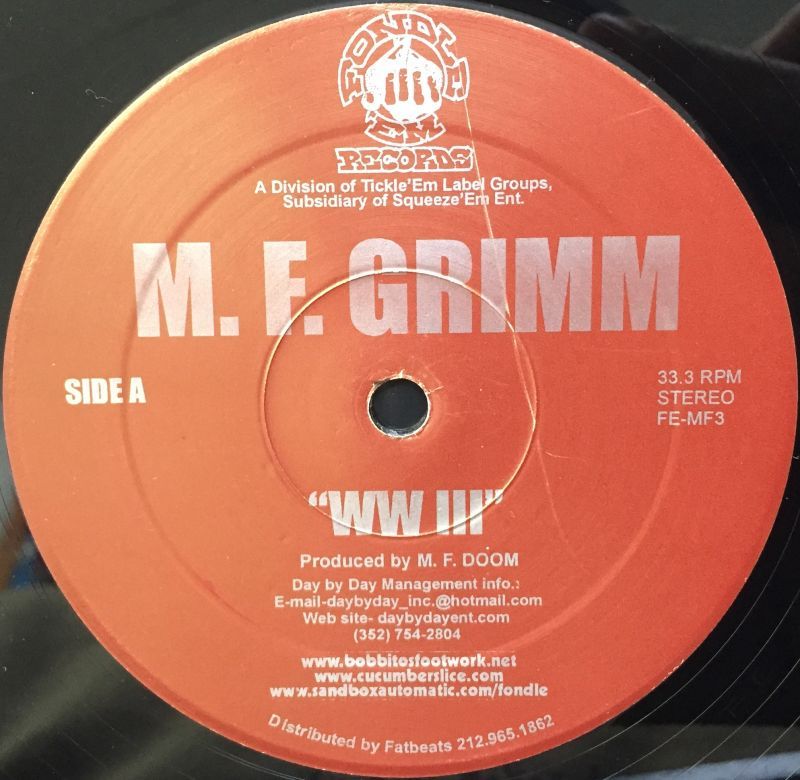 FONDLE
'EM
RECORDS
A Division of Tickle'Em Label Groups,
Subsidiary of Squeeze'Em Ent.
M. F. GRIMM
SIDE A
33.3 RPM
STEREO
FE-MF3
“WW III”
Produced by M. F. DOOM
Day by Day Management info.:
E-mail-daybyday_inc.@hotmail.com
Web site- daybydayent.com
(352) 754-2804
www.bobbitosfootwork.net
www.cucumberslice.com
www.sandboxautomatic.com/fondle
Distributed by Fatbeats 212.965.1862